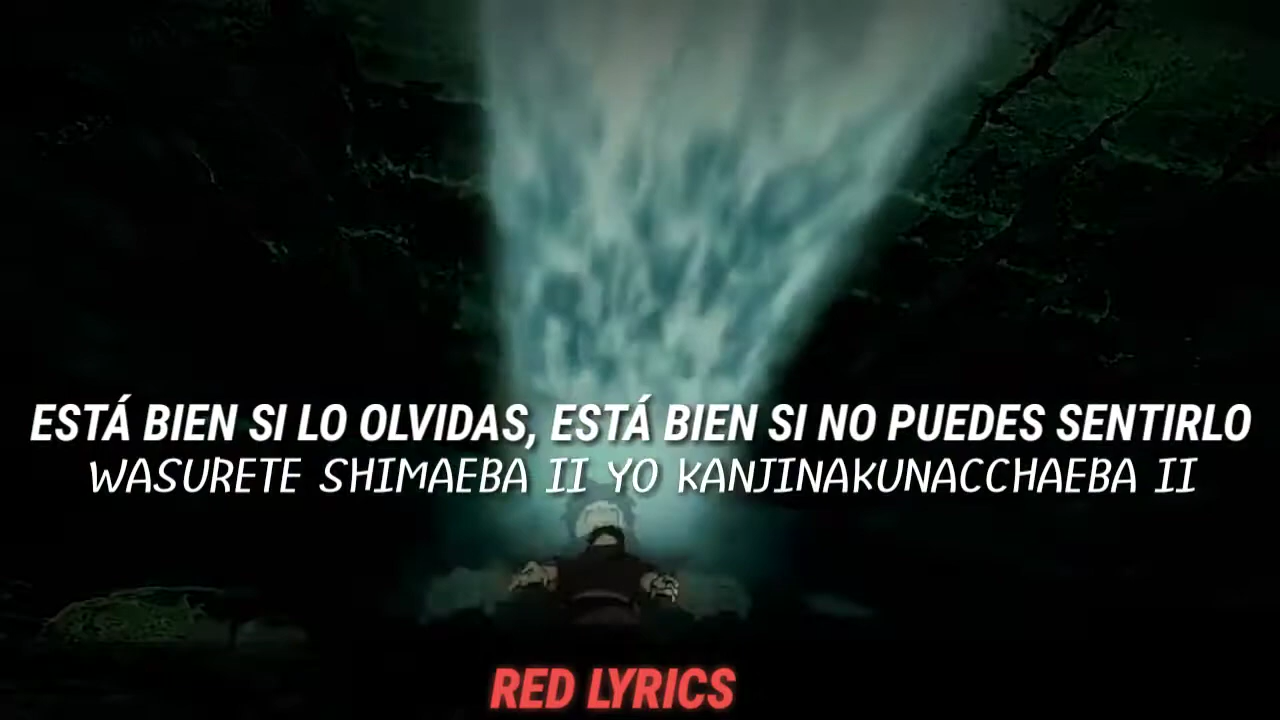 ESTÁ BIEN SI LO OLVIDAS, ESTÁ BIEN SI NO PUEDES SENTIRLO
WASURETE SHIMAEBA II YO KANJINAKUNACCHAEBA II
RED LYRICS